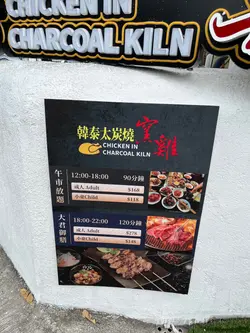 CHICKEN IN
CHARCOAL KILN
韓泰太炭燒
窯雞
CHICKEN IN
CHARCOAL KILN
午市放題
12:00-18:00 90分鐘
成人 Adult $168
小童 Child $118
大君御膳
18:00-22:00 120分鐘
成人 Adult $278
小童 Child $148